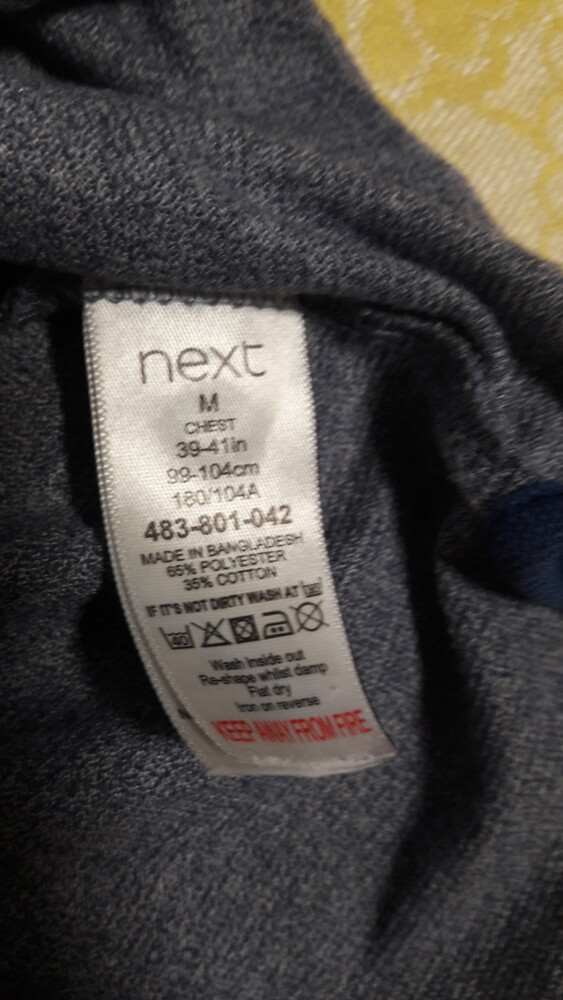 next
M
CHEST
39-41in
99-104cm
180/104A
483-801-042
MADE IN BANGLADESH
65% POLYESTER
35% COTTON
IF IT'S NOT DIRTY WASH AT 30
40
Wash inside out
Re-shape whilst damp
Flat dry
Iron on reverse
KEEP AWAY FROM FIRE